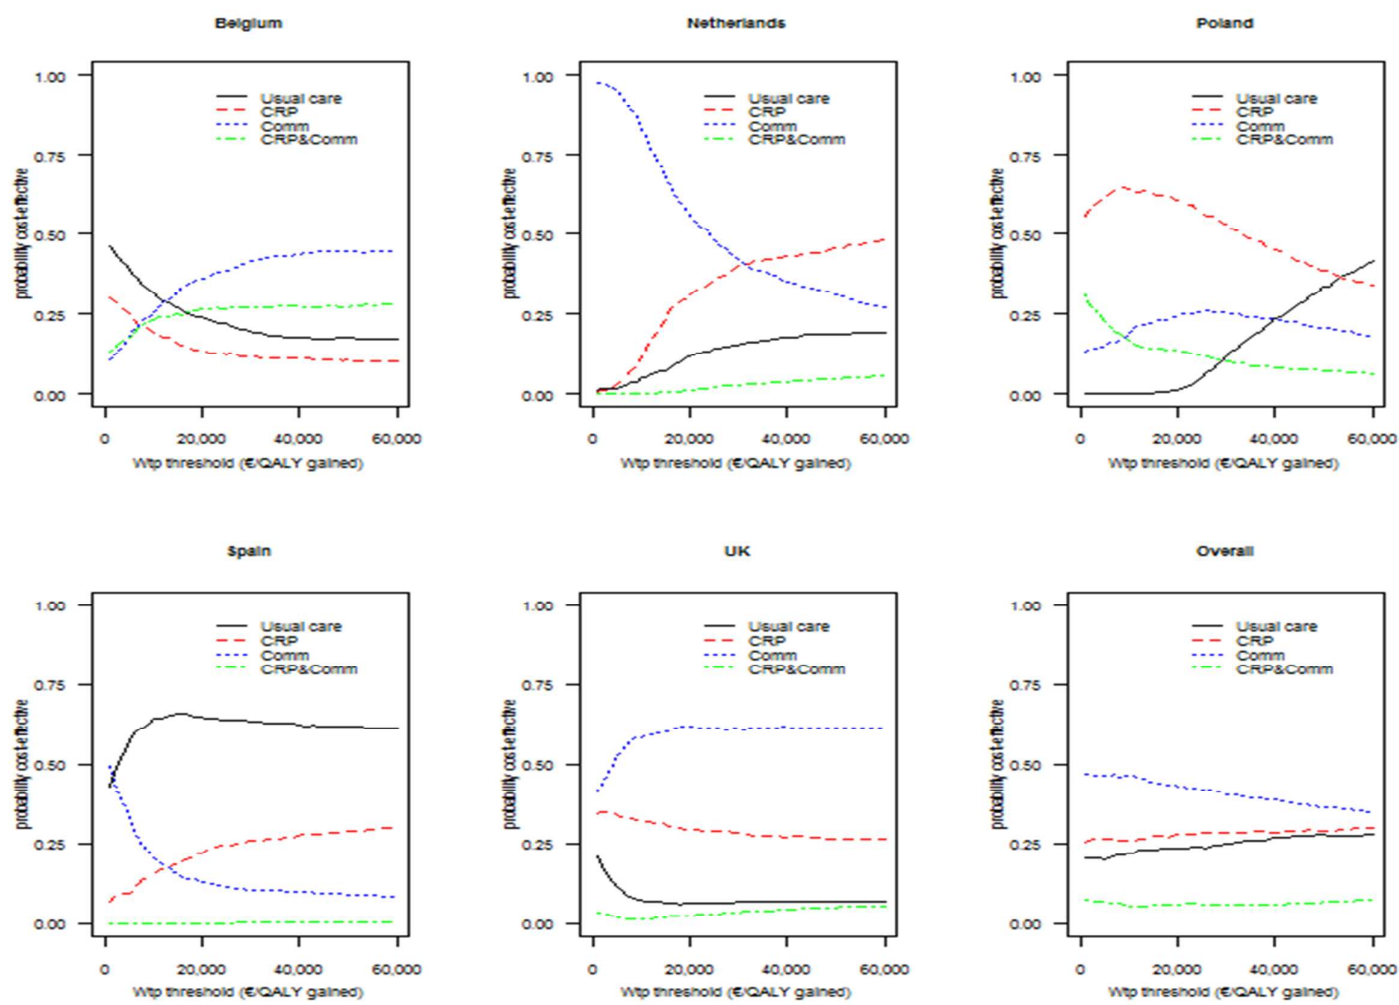 Belgium
probability cost-effective
1.00
0.75
0.50
0.25
0.00
Usual care
CRP
Comm
CRP&Comm
0 20,000 40,000 60,000
Wtp threshold (€/QALY gained)
Netherlands
probability cost-effective
1.00
0.75
0.50
0.25
0.00
Usual care
CRP
Comm
CRP&Comm
0 20,000 40,000 60,000
Wtp threshold (€/QALY gained)
Poland
probability cost-effective
1.00
0.75
0.50
0.25
0.00
Usual care
CRP
Comm
CRP&Comm
0 20,000 40,000 60,000
Wtp threshold (€/QALY gained)
Spain
probability cost-effective
1.00
0.75
0.50
0.25
0.00
Usual care
CRP
Comm
CRP&Comm
0 20,000 40,000 60,000
Wtp threshold (€/QALY gained)
UK
probability cost-effective
1.00
0.75
0.50
0.25
0.00
Usual care
CRP
Comm
CRP&Comm
0 20,000 40,000 60,000
Wtp threshold (€/QALY gained)
Overall
probability cost-effective
1.00
0.75
0.50
0.25
0.00
Usual care
CRP
Comm
CRP&Comm
0 20,000 40,000 60,000
Wtp threshold (€/QALY gained)